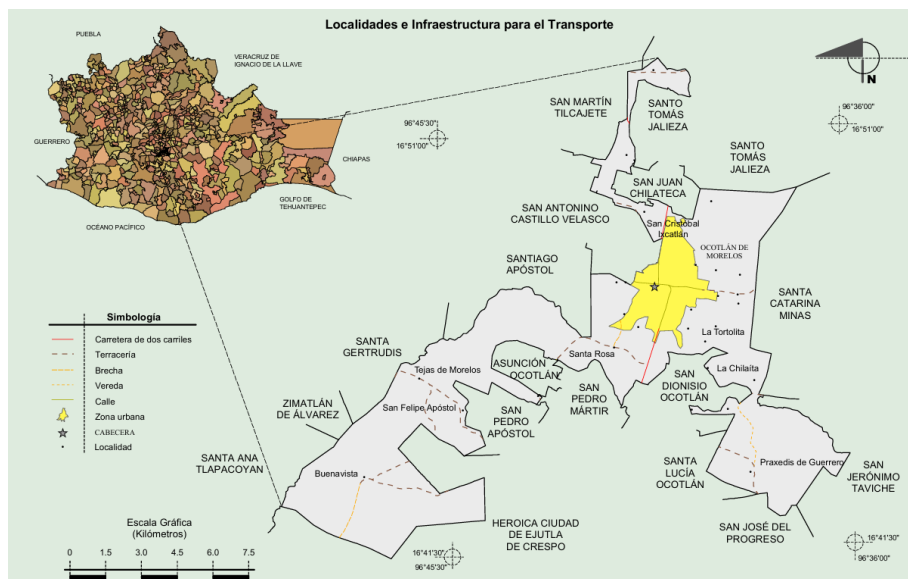 Localidades e Infraestructura para el Transporte
PUEBLA
VERACRUZ DE
IGNACIO DE LA LLAVE
GUERRERO
CHIAPAS
GOLFO DE
TEHUANTEPEC
OCÉANO PACÍFICO
96°45'30"
16°51'00"
N
96°36'00"
16°51'00"
SAN MARTÍN
TILCAJETE
SANTO
TOMÁS
JALIEZA
SANTO
TOMÁS
JALIEZA
SAN JUAN
CHILATECA
SAN ANTONINO
CASTILLO VELASCO
San Cristóbal
Ixcatlán
OCOTLÁN DE
MORELOS
SANTIAGO
APÓSTOL
SANTA
CATARINA
MINAS
La Tortolita
SANTA
GERTRUDIS
Tejas de Morelos
ASUNCIÓN
OCOTLÁN
Santa Rosa
SAN
DIONISIO
OCOTLÁN
La Chilaíta
ZIMATLÁN
DE ÁLVAREZ
San Felipe Apóstol
SAN
PEDRO
APÓSTOL
SAN
PEDRO
MÁRTIR
SANTA ANA
TLAPACOYAN
Buenavista
SANTA
LUCÍA
OCOTLÁN
Praxedis de Guerrero
SAN
JERÓNIMO
TAVICHE
HEROICA CIUDAD
DE EJUTLA
DE CRESPO
SAN JOSÉ DEL
PROGRESO
16°41'30"
96°45'30"
16°41'30"
96°36'00"
Simbología
Carretera de dos carriles
Terracería
Brecha
Vereda
Calle
Zona urbana
CABECERA
Localidad
Escala Gráfica
(Kilómetros)
0 1.5 3.0 4.5 6.0 7.5